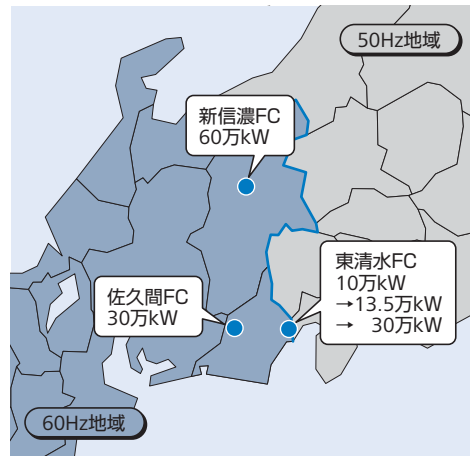 50Hz地域
新信濃FC
60万kW
東清水FC
10万kW
→13.5万kW
→ 30万kW
佐久間FC
30万kW
60Hz地域